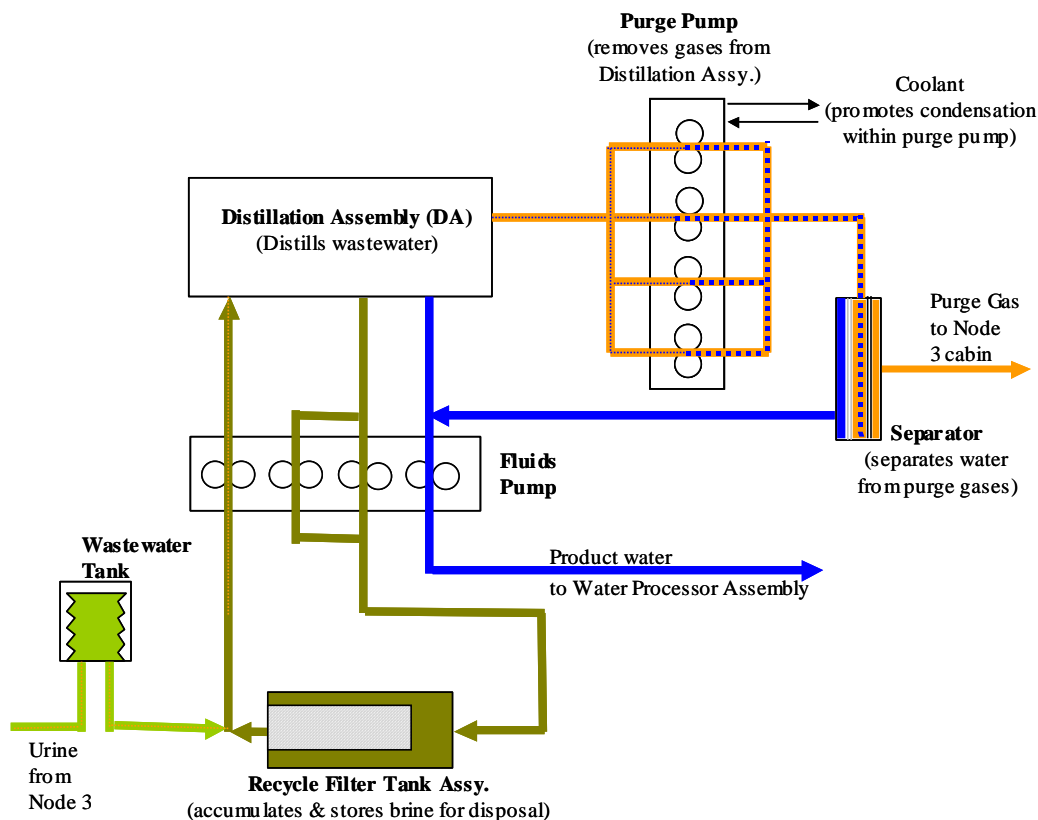 Purge Pump
(removes gases from
Distillation Assy.)
Coolant
(promotes condensation
within purge pump)
Distillation Assembly (DA)
(Distills wastewater)
Purge Gas
to Node
3 cabin
Separator
(separates water
from purge gases)
Fluids
Pump
Wastewater
Tank
Product water
to Water Processor Assembly
Urine
from
Node 3
Recycle Filter Tank Assy.
(accumulates & stores brine for disposal)